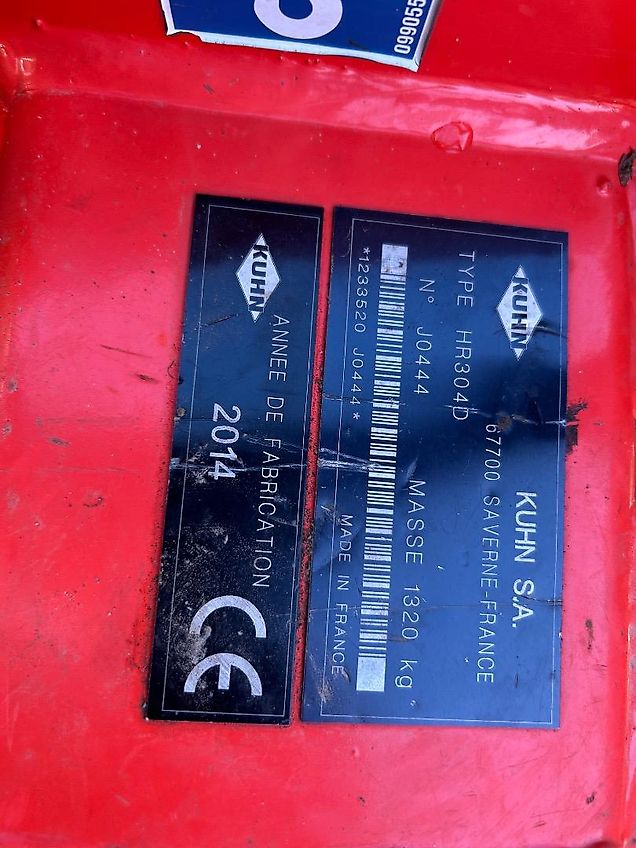 KUHN
KUHN S.A.
67700 SAVERNE-FRANCE
TYPE HR304D
N° J0444 MASSE 1320 kg
*1233520 J0444*
MADE IN FRANCE
KUHN
ANNEE DE FABRICATION
2014
CE